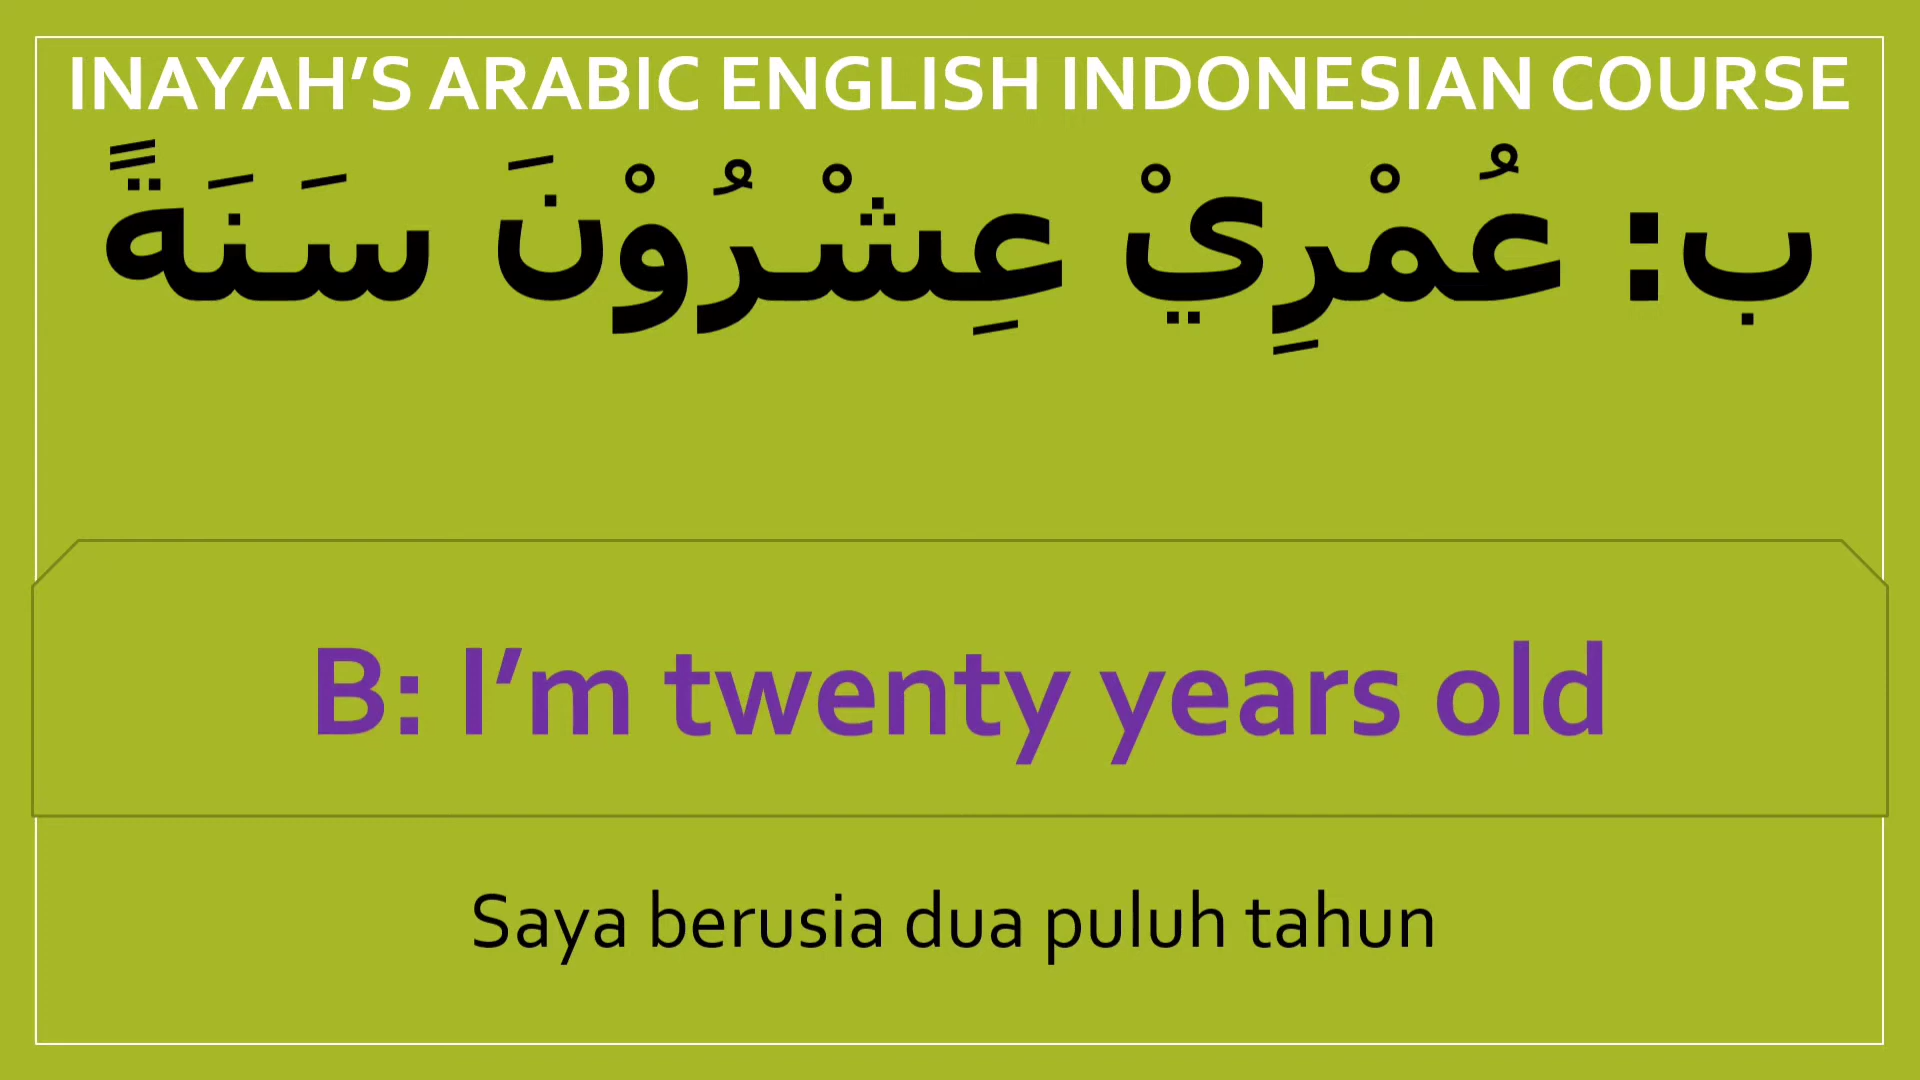 INAYAH’S ARABIC ENGLISH INDONESIAN COURSE
ب: عُمْرِيْ عِشْرُوْنَ سَنَةً
B: I’m twenty years old
Saya berusia dua puluh tahun